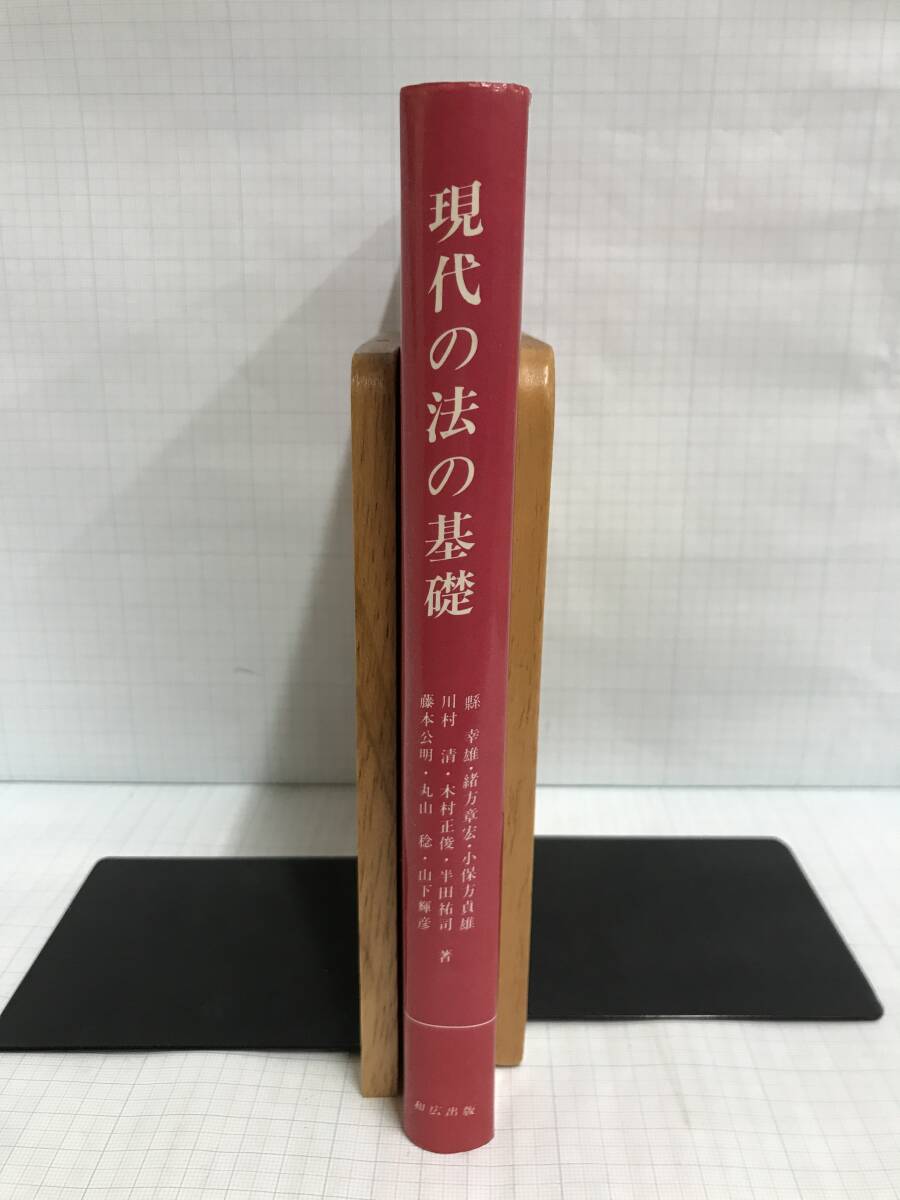 現代の法の基礎
縣 幸雄・緒方章宏・小保方貞雄
川村 清・木村正俊・半田祐司 著
藤本公明・丸山 稔・山下輝彦
和広出版